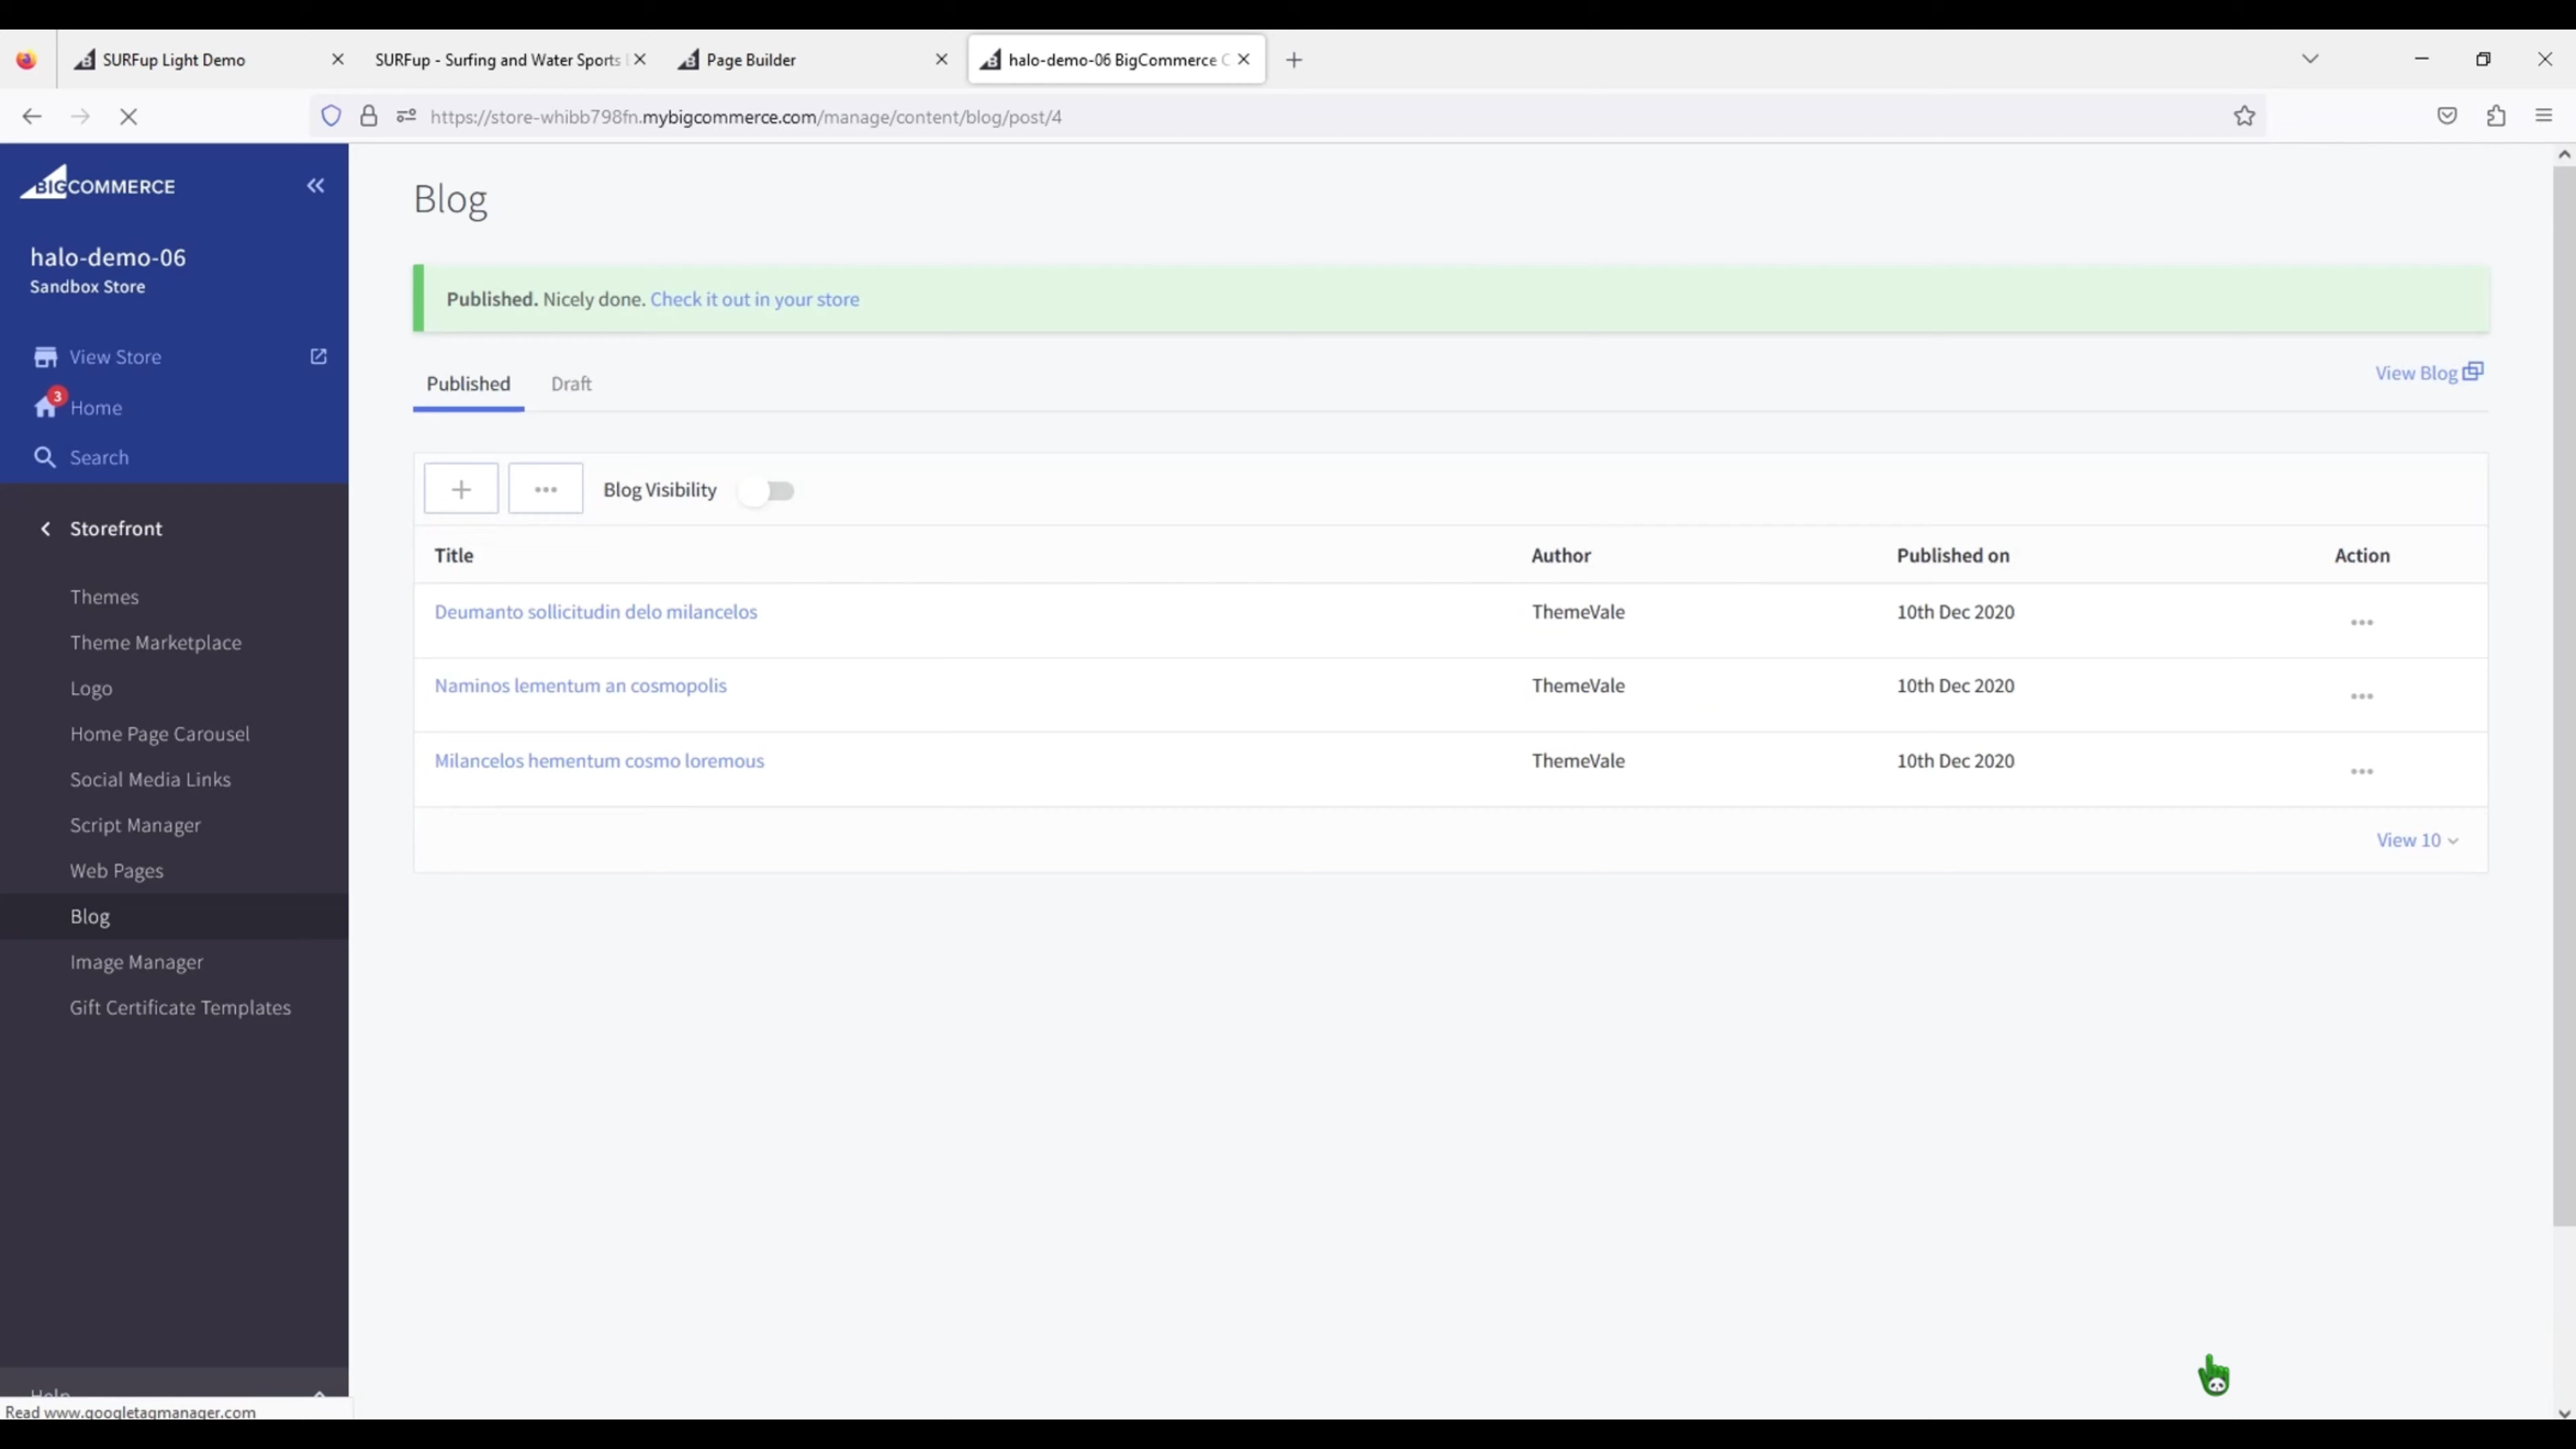 SURFup Light Demo
SURFup - Surfing and Water Sports
Page Builder
halo-demo-06 BigCommerce C
https://store-whibb798fn.mybigcommerce.com/manage/content/blog/post/4
BIGCOMMERCE
halo-demo-06
Sandbox Store
View Store
3
Home
Search
Storefront
Themes
Theme Marketplace
Logo
Home Page Carousel
Social Media Links
Script Manager
Web Pages
Blog
Image Manager
Gift Certificate Templates
Help
Read www.googletagmanager.com
Blog
Published. Nicely done. Check it out in your store
Published Draft
View Blog
Blog Visibility
Title Author Published on Action
Deumanto sollicitudin delo milancelos ThemeVale 10th Dec 2020
Naminos lementum an cosmopolis ThemeVale 10th Dec 2020
Milancelos hementum cosmo loremous ThemeVale 10th Dec 2020
View 10